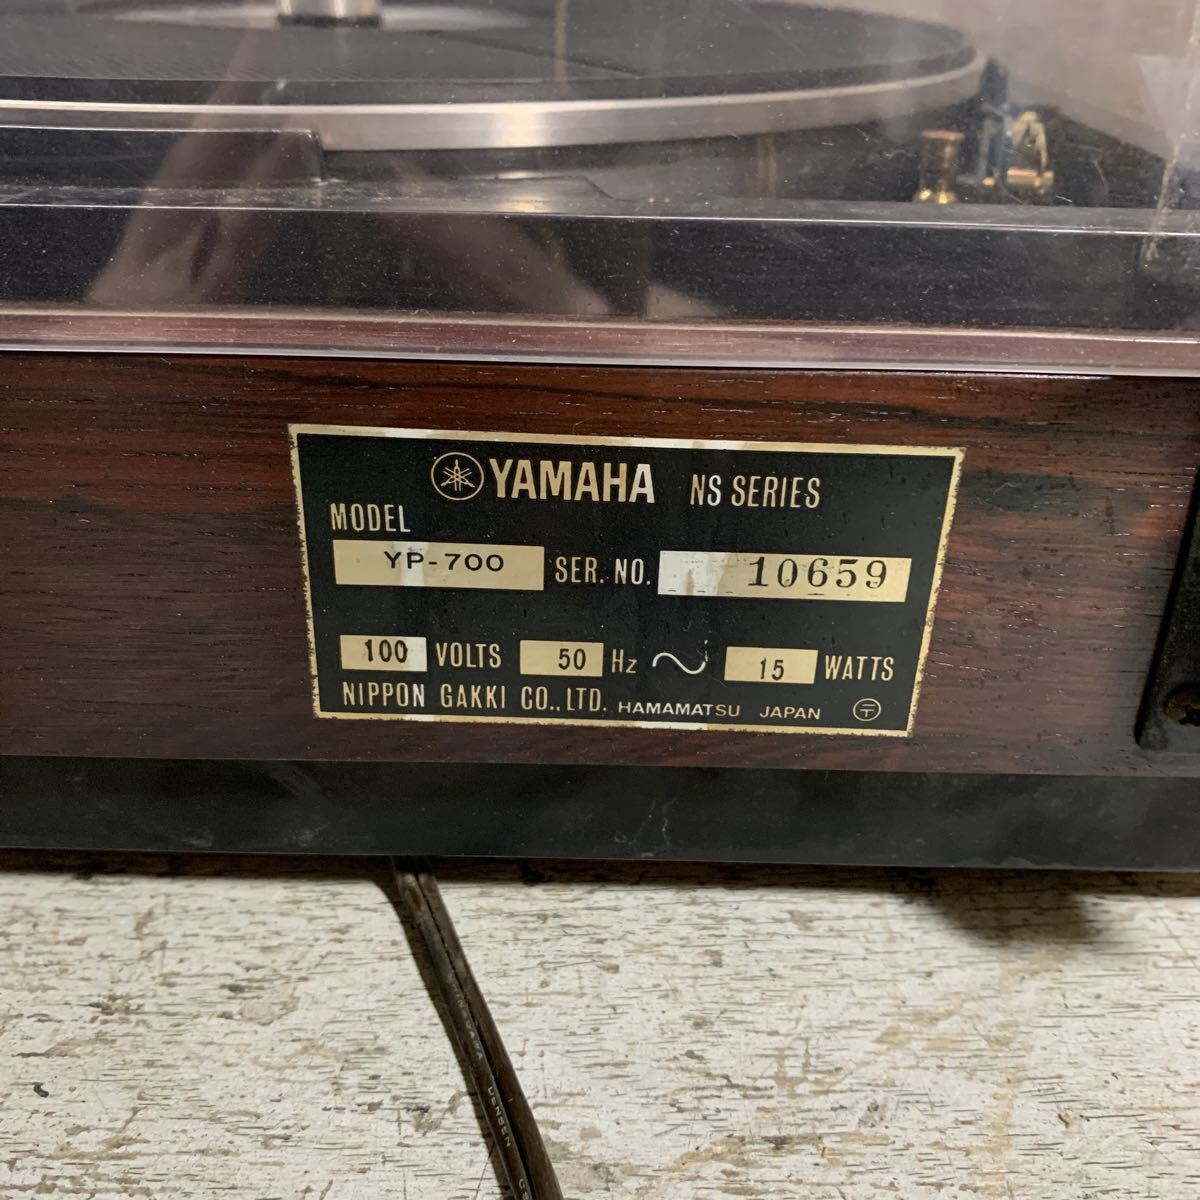 YAMAHA NS SERIES
MODEL
YP-700 SER. NO. 10659
100 VOLTS 50 Hz 15 WATTS
NIPPON GAKKI CO., LTD. HAMAMATSU JAPAN
DENSEN